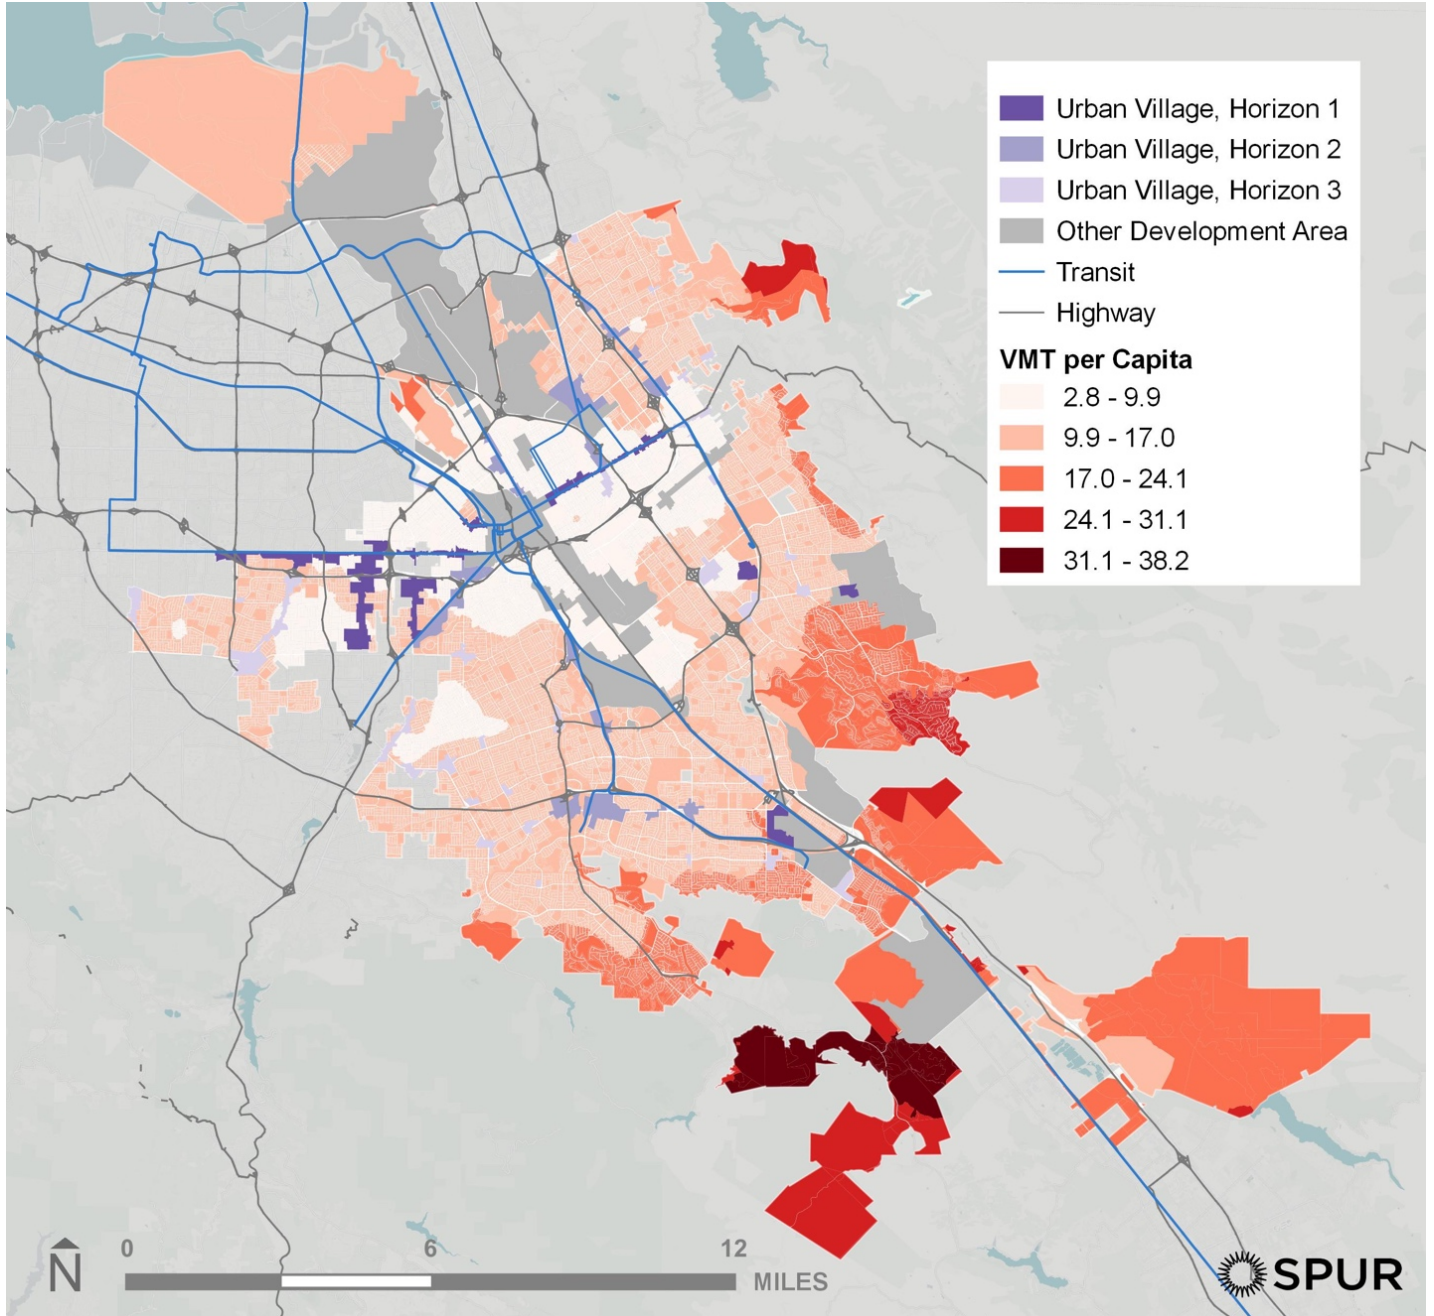 Urban Village, Horizon 1
Urban Village, Horizon 2
Urban Village, Horizon 3
Other Development Area
Transit
Highway
VMT per Capita
2.8 - 9.9
9.9 - 17.0
17.0 - 24.1
24.1 - 31.1
31.1 - 38.2
N
0 6 12
MILES
SPUR